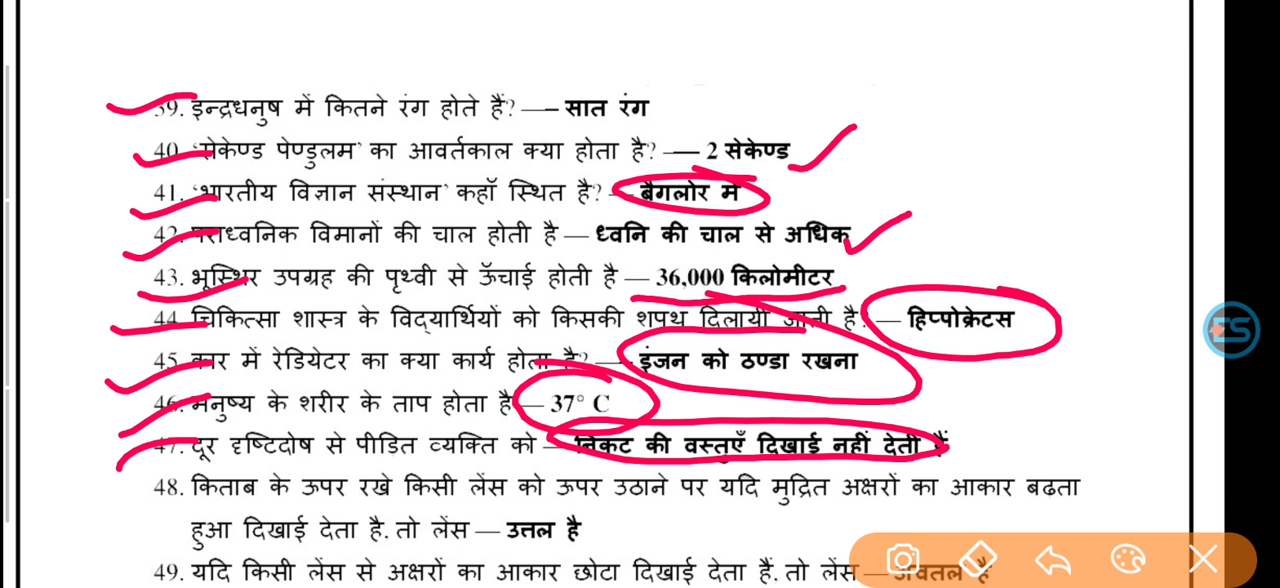 39. इन्द्रधनुष में कितने रंग होते हैं? — सात रंग
40. 'सेकेण्ड पेण्डुलम' का आवर्तकाल क्या होता है? — 2 सेकेण्ड
41. 'भारतीय विज्ञान संस्थान' कहाँ स्थित है? — बैंगलोर में
42. पराध्वनिक विमानों की चाल होती है — ध्वनि की चाल से अधिक
43. भूस्थिर उपग्रह की पृथ्वी से ऊँचाई होती है — 36,000 किलोमीटर
44. चिकित्सा शास्त्र के विद्यार्थियों को किसकी शपथ दिलायी जाती है? — हिप्पोक्रेटस
45. कार में रेडियेटर का क्या कार्य होता है? — इंजन को ठण्डा रखना
46. मनुष्य के शरीर के ताप होता है — 37° C
47. दूर दृष्टिदोष से पीडित व्यक्ति को — निकट की वस्तुएँ दिखाई नहीं देती हैं
48. किताब के ऊपर रखे किसी लेंस को ऊपर उठाने पर यदि मुद्रित अक्षरों का आकार बढता
हुआ दिखाई देता है. तो लेंस — उत्तल है
49. यदि किसी लेंस से अक्षरों का आकार छोटा दिखाई देता हैं. तो लेंस — अवतल है
ES